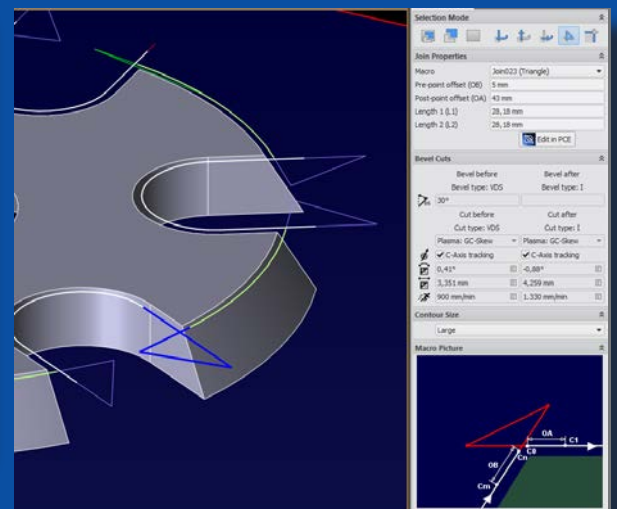 Selection Mode
Join Properties
Macro Join023 (Triangle)
Pre-point offset (OB) 5 mm
Post-point offset (OA) 43 mm
Length 1 (L1) 28,18 mm
Length 2 (L2) 28,18 mm
Edit in PCE
Bevel Cuts
Bevel before Bevel after
Bevel type: VDS Bevel type: I
30°
Cut before Cut after
Cut type: VDS Cut type: I
Plasma: GC-Skew Plasma: GC-Skew
C-Axis tracking C-Axis tracking
0,41° -0,88°
3,351 mm 4,259 mm
900 mm/min 1.330 mm/min
Contour Size
Large
Macro Picture
OA
C1
C0
Cn
OB
Cm